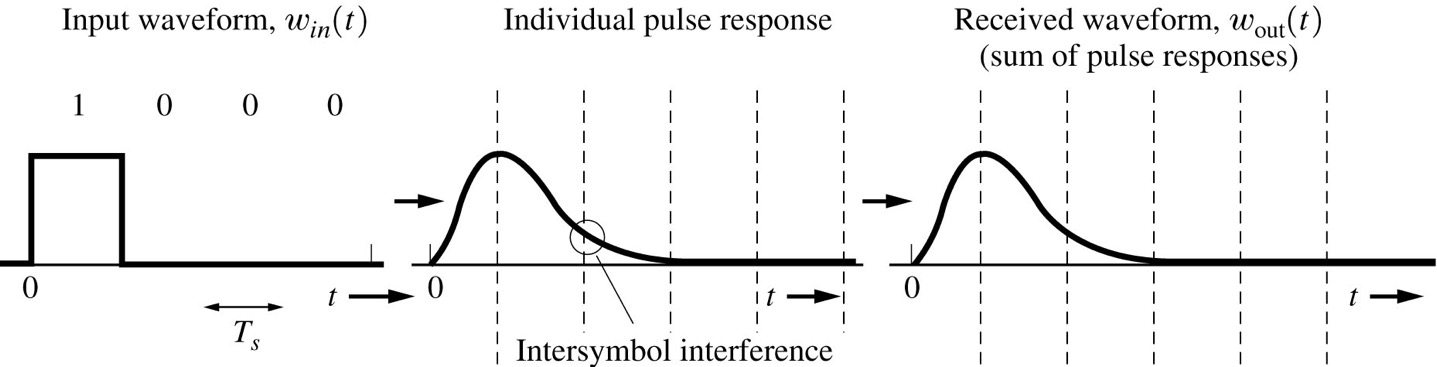 Input waveform, w_in(t)
Individual pulse response
Received waveform, w_out(t)
(sum of pulse responses)
1 0 0 0
0
T_s
t
0
t
Intersymbol interference
0
t